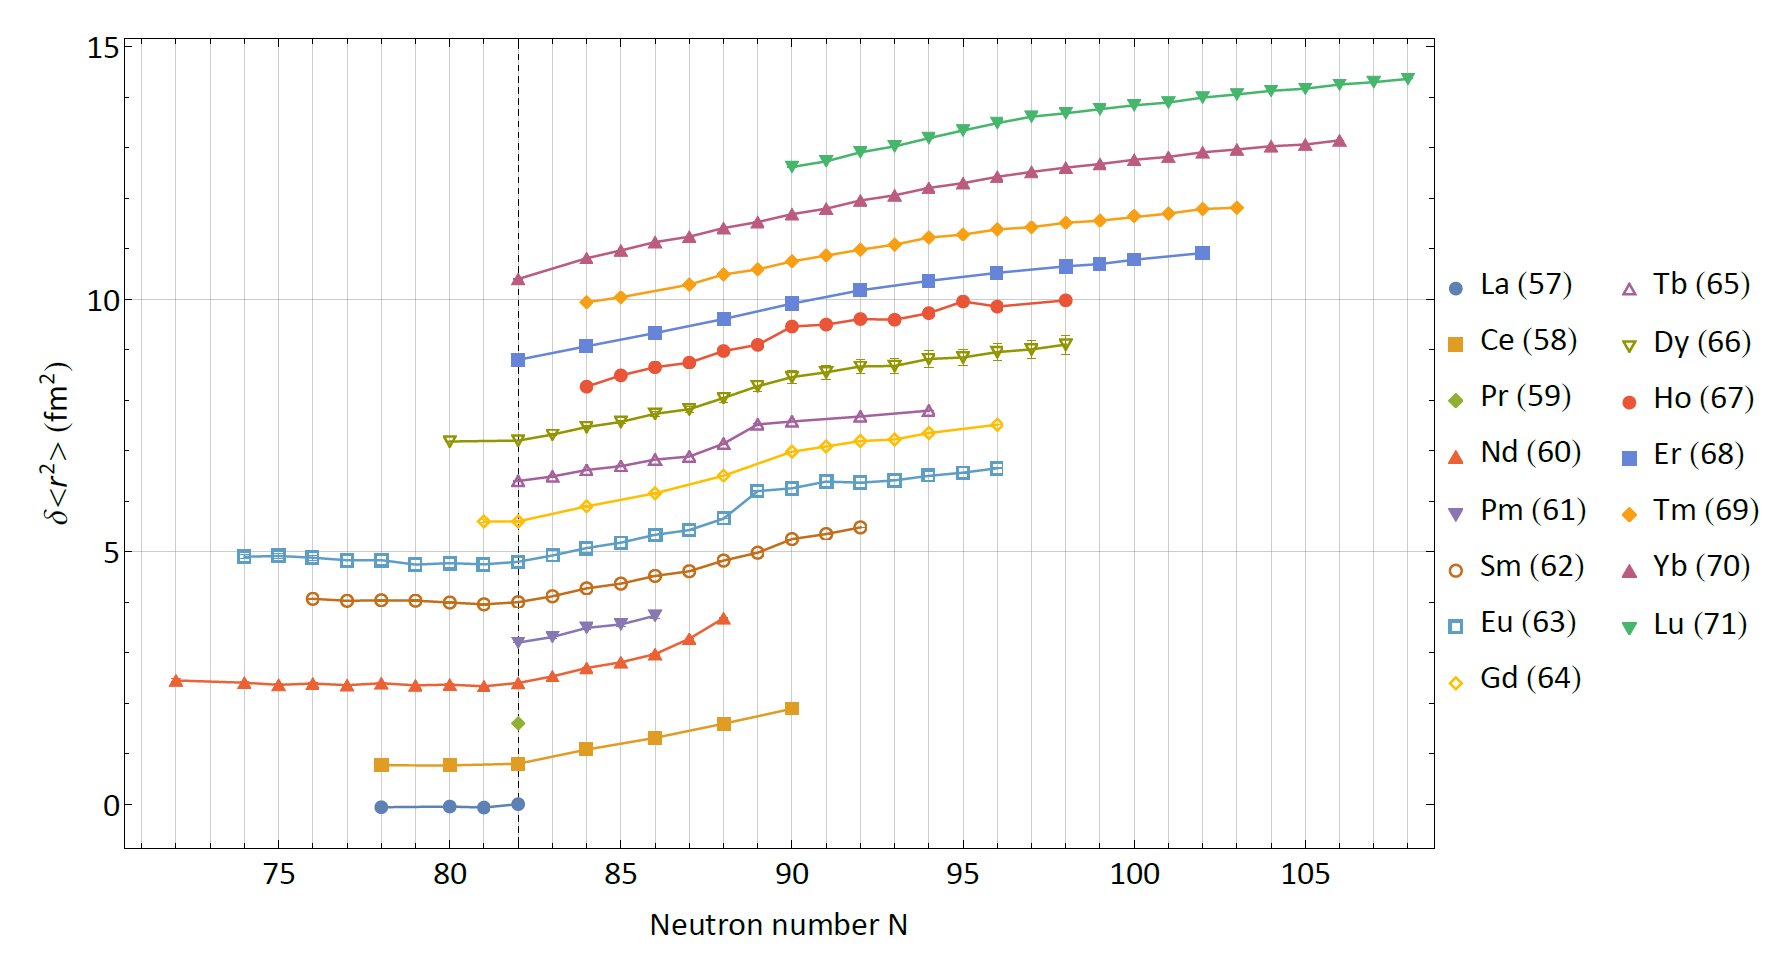 15
10
5
0
δ<r²> (fm²)
75 80 85 90 95 100 105
Neutron number N
La (57) Tb (65)
Ce (58) Dy (66)
Pr (59) Ho (67)
Nd (60) Er (68)
Pm (61) Tm (69)
Sm (62) Yb (70)
Eu (63) Lu (71)
Gd (64)